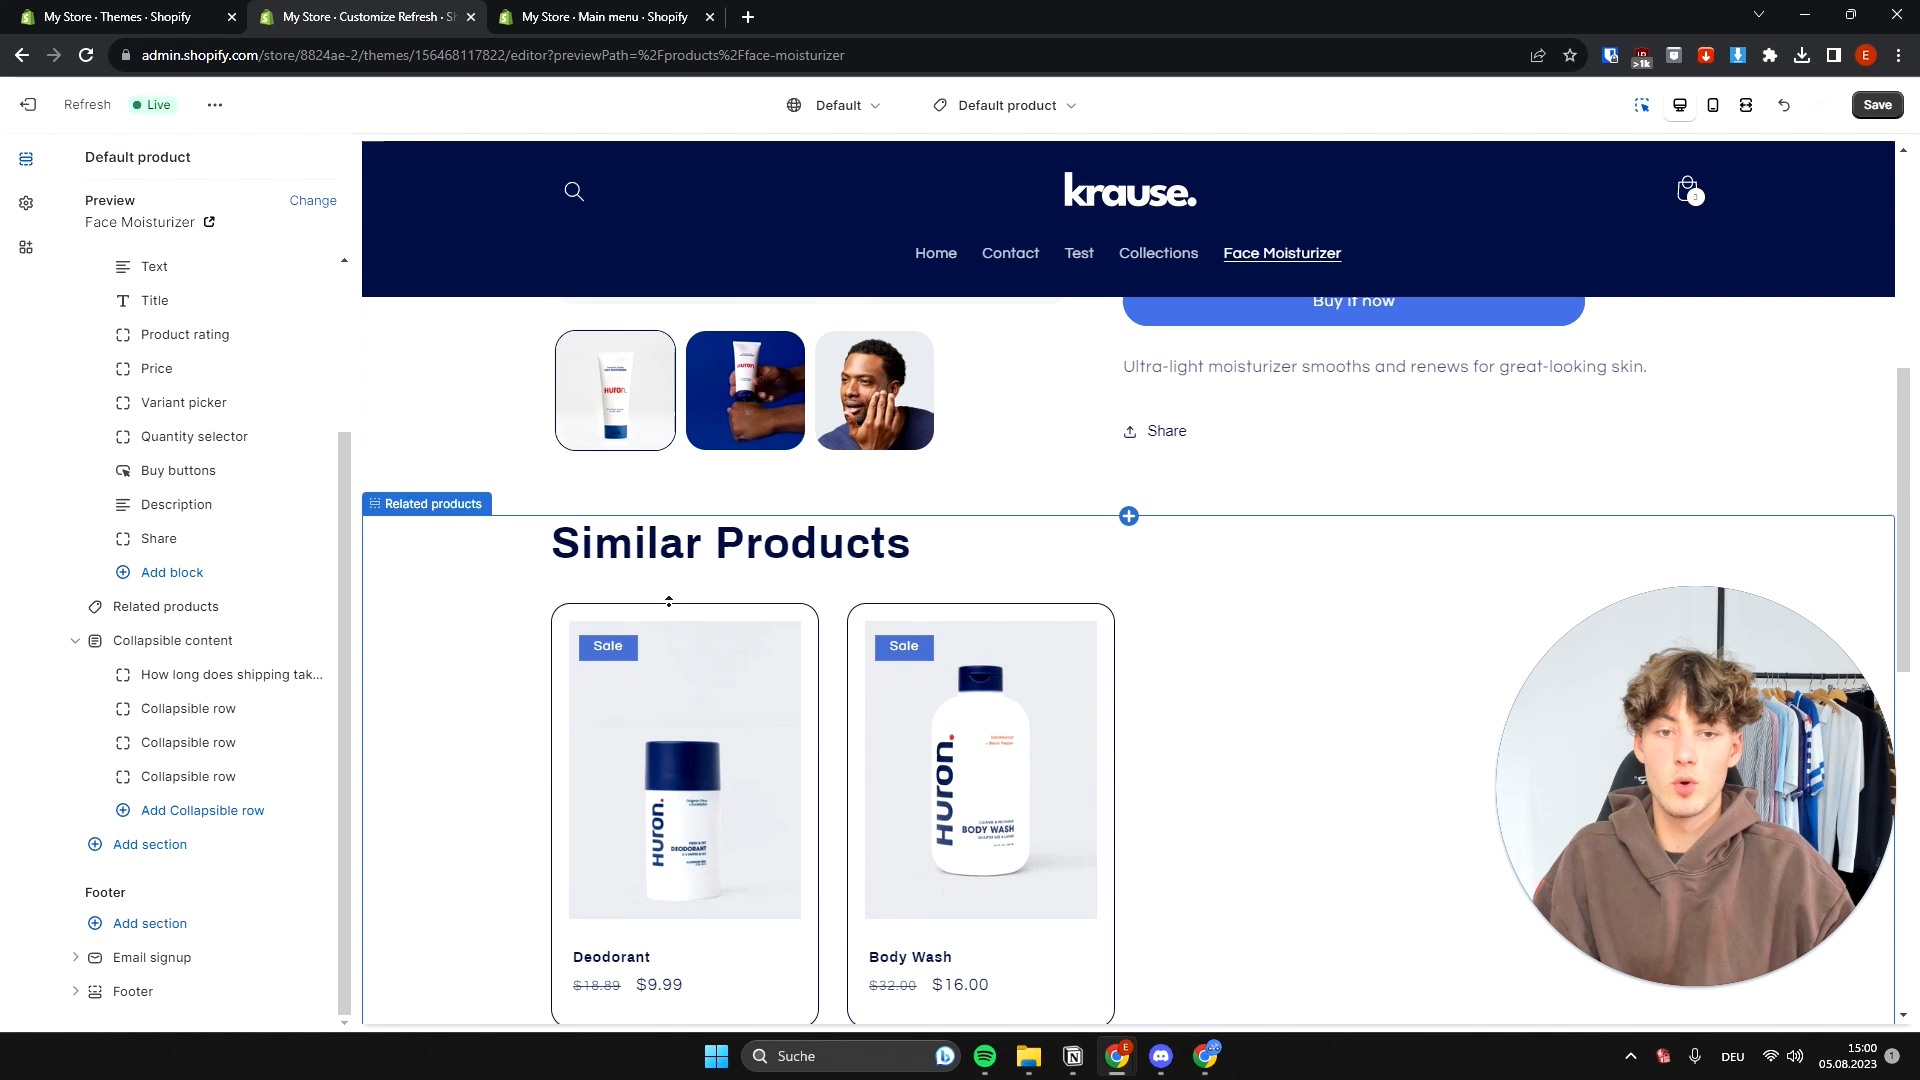 My Store · Themes · Shopify
My Store · Customize Refresh · Sh
My Store · Main menu · Shopify
admin.shopify.com/store/8824ae-2/themes/156468117822/editor?previewPath=%2Fproducts%2Fface-moisturizer
>1k
E
Refresh
Live
Default
Default product
Save
Default product
Preview
Change
Face Moisturizer
Text
Title
Product rating
Price
Variant picker
Quantity selector
Buy buttons
Description
Share
Add block
Related products
Collapsible content
How long does shipping tak...
Collapsible row
Collapsible row
Collapsible row
Add Collapsible row
Add section
Footer
Add section
Email signup
Footer
krause.
3
Home
Contact
Test
Collections
Face Moisturizer
Buy it now
Huron.
Huron.
Ultra-light moisturizer smooths and renews for great-looking skin.
Share
Related products
Similar Products
Sale
Sale
Huron.
DEODORANT
Huron.
BODY WASH
Deodorant
$18.89 $9.99
Body Wash
$32.00 $16.00
Suche
E
DEU
15:00
05.08.2023
1